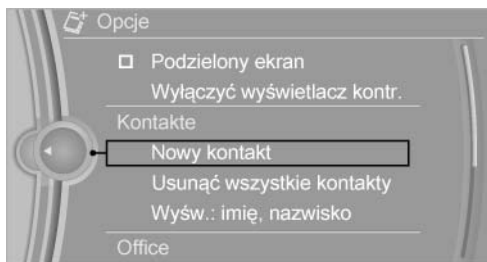 Opcje
Podzielony ekran
Wyłączyć wyświetlacz kontr.
Kontakte
Nowy kontakt
Usunąć wszystkie kontakty
Wyśw.: imię, nazwisko
Office